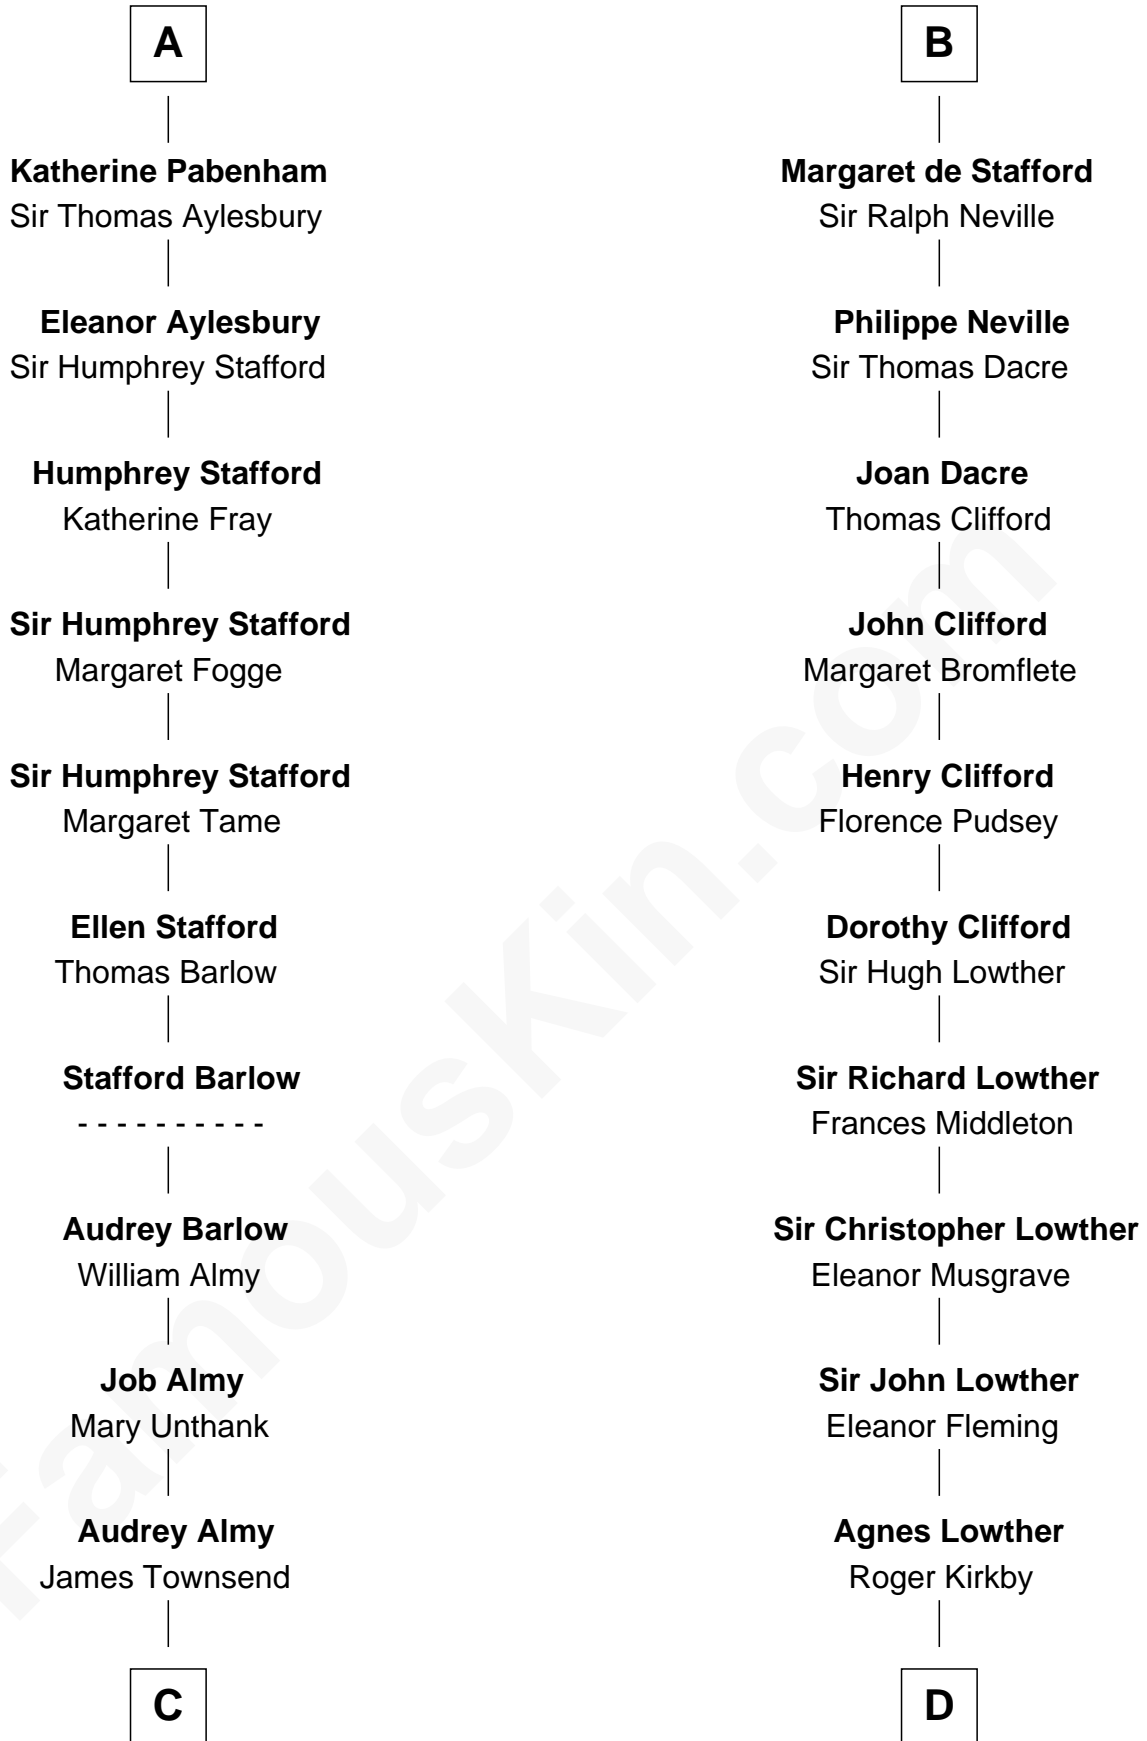 A
Katherine Pabenham
Sir Thomas Aylesbury
Eleanor Aylesbury
Sir Humphrey Stafford
Humphrey Stafford
Katherine Fray
Sir Humphrey Stafford
Margaret Fogge
Sir Humphrey Stafford
Margaret Tame
Ellen Stafford
Thomas Barlow
Stafford Barlow
- - - - - - - - - -
Audrey Barlow
William Almy
Job Almy
Mary Unthank
Audrey Almy
James Townsend
C
B
Margaret de Stafford
Sir Ralph Neville
Philippe Neville
Sir Thomas Dacre
Joan Dacre
Thomas Clifford
John Clifford
Margaret Bromflete
Henry Clifford
Florence Pudsey
Dorothy Clifford
Sir Hugh Lowther
Sir Richard Lowther
Frances Middleton
Sir Christopher Lowther
Eleanor Musgrave
Sir John Lowther
Eleanor Fleming
Agnes Lowther
Roger Kirkby
D
FamousKin.com